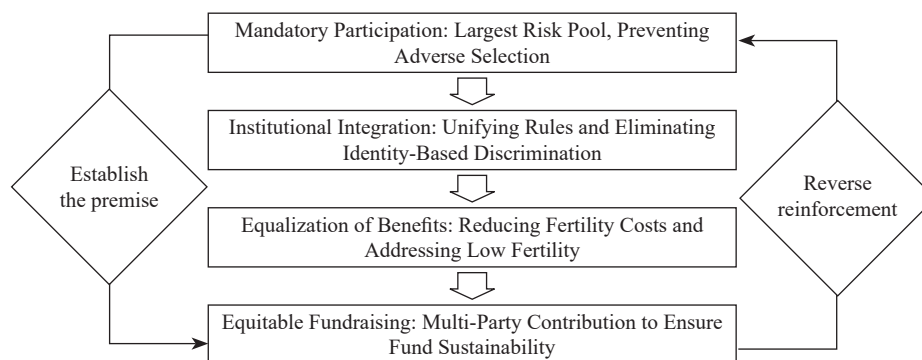 Mandatory Participation: Largest Risk Pool, Preventing
Adverse Selection
Institutional Integration: Unifying Rules and Eliminating
Identity-Based Discrimination
Establish
the premise
Reverse
reinforcement
Equalization of Benefits: Reducing Fertility Costs and
Addressing Low Fertility
Equitable Fundraising: Multi-Party Contribution to Ensure
Fund Sustainability